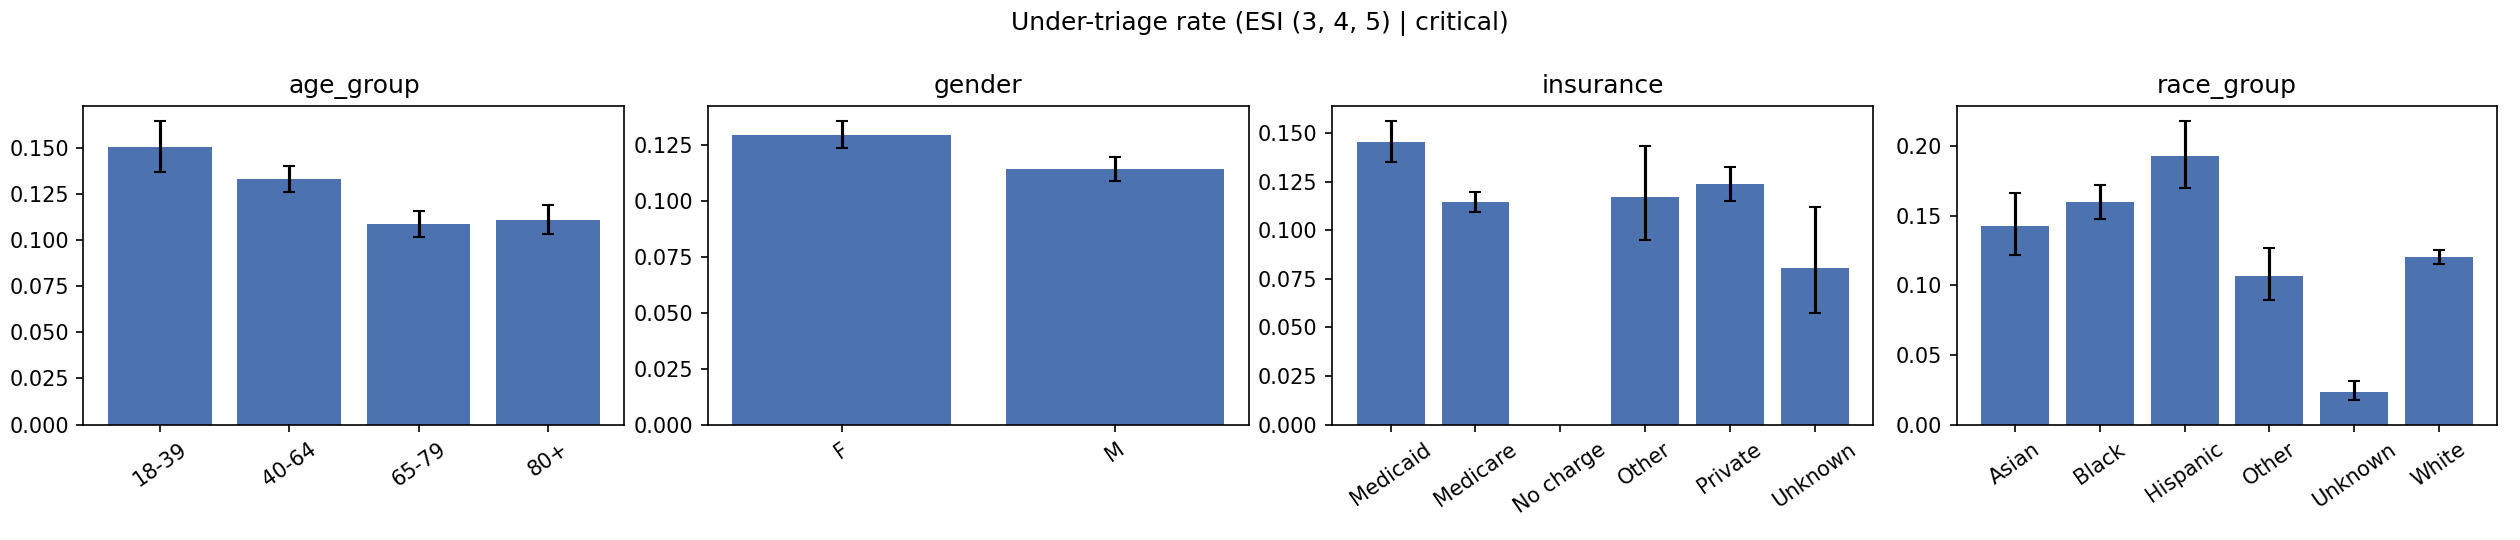 Under-triage rate (ESI (3, 4, 5) | critical)
age_group
0.150
0.125
0.100
0.075
0.050
0.025
0.000
18-39
40-64
65-79
80+
gender
0.125
0.100
0.075
0.050
0.025
0.000
F
M
insurance
0.150
0.125
0.100
0.075
0.050
0.025
0.000
Medicaid
Medicare
No charge
Other
Private
Unknown
race_group
0.20
0.15
0.10
0.05
0.00
Asian
Black
Hispanic
Other
Unknown
White